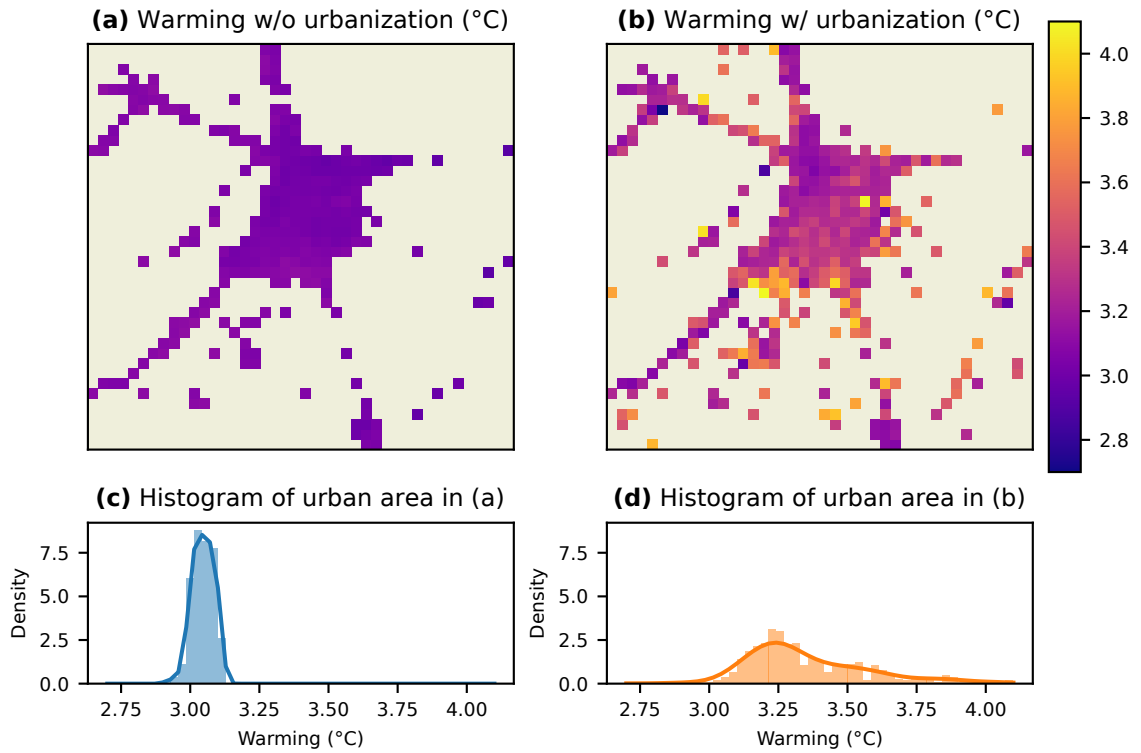 (a) Warming w/o urbanization (°C)
(b) Warming w/ urbanization (°C)
4.0
3.8
3.6
3.4
3.2
3.0
2.8
(c) Histogram of urban area in (a)
(d) Histogram of urban area in (b)
Density
7.5
5.0
2.5
0.0
2.75 3.00 3.25 3.50 3.75 4.00
Warming (°C)
Density
7.5
5.0
2.5
0.0
2.75 3.00 3.25 3.50 3.75 4.00
Warming (°C)